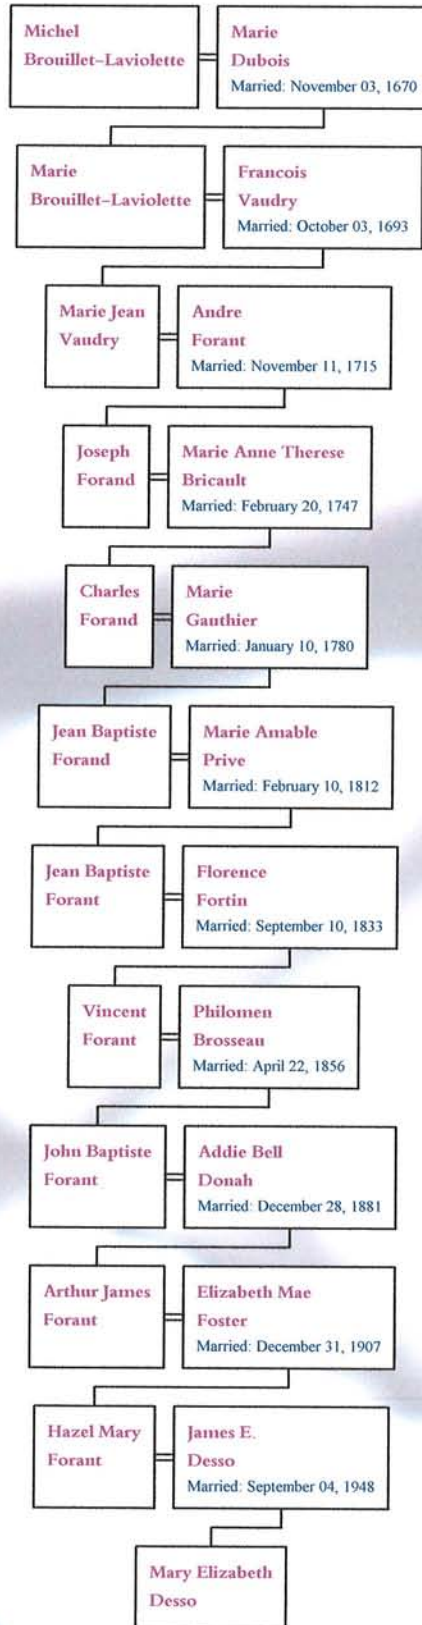 Michel
Brouillet-Laviolette
Marie
Dubois
Married: November 03, 1670
Marie
Brouillet-Laviolette
Francois
Vaudry
Married: October 03, 1693
Marie Jean
Vaudry
Andre
Forant
Married: November 11, 1715
Joseph
Forand
Marie Anne Therese
Bricault
Married: February 20, 1747
Charles
Forand
Marie
Gauthier
Married: January 10, 1780
Jean Baptiste
Forand
Marie Amable
Prive
Married: February 10, 1812
Jean Baptiste
Forant
Florence
Fortin
Married: September 10, 1833
Vincent
Forant
Philomen
Brosseau
Married: April 22, 1856
John Baptiste
Forant
Addie Bell
Donah
Married: December 28, 1881
Arthur James
Forant
Elizabeth Mae
Foster
Married: December 31, 1907
Hazel Mary
Forant
James E.
Desso
Married: September 04, 1948
Mary Elizabeth
Desso